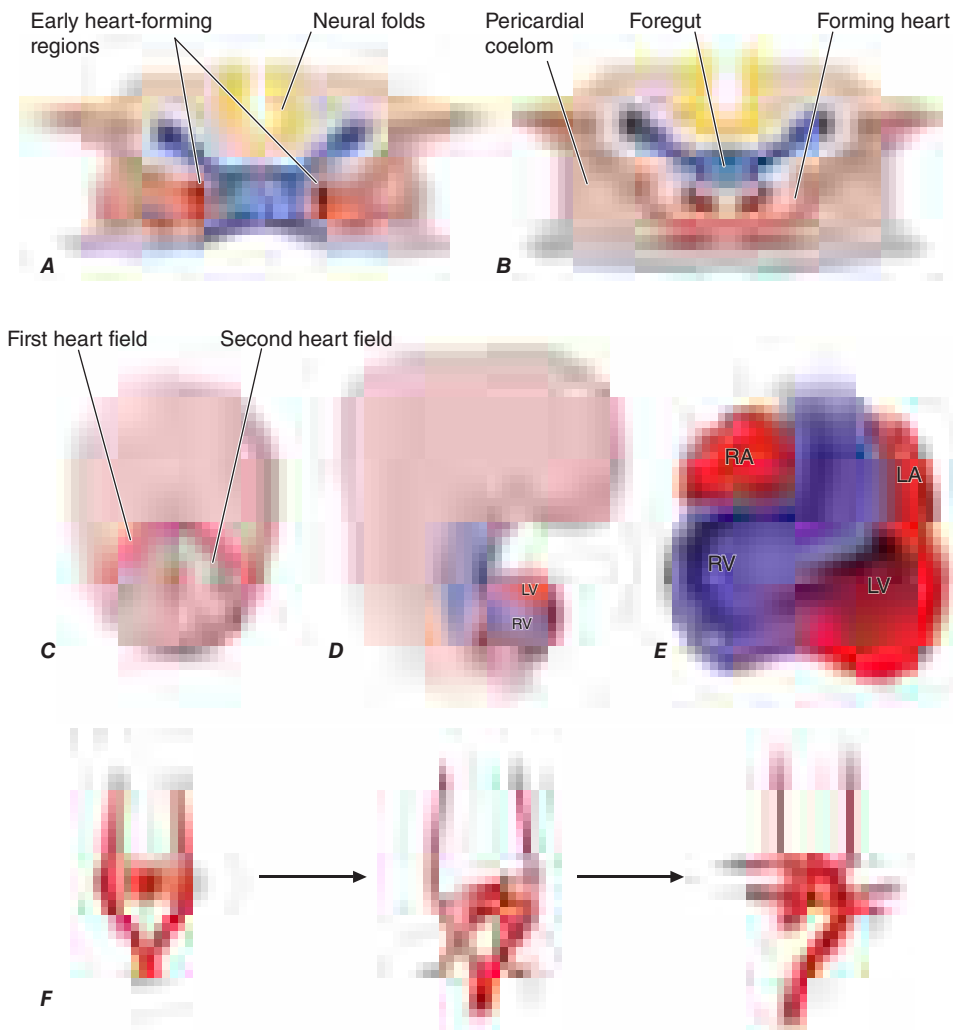 Early heart-forming
regions
Neural folds
Pericardial
coelom
Foregut
Forming heart
A
B
First heart field
Second heart field
RA
LA
RV
LV
LV
RV
C
D
E
F